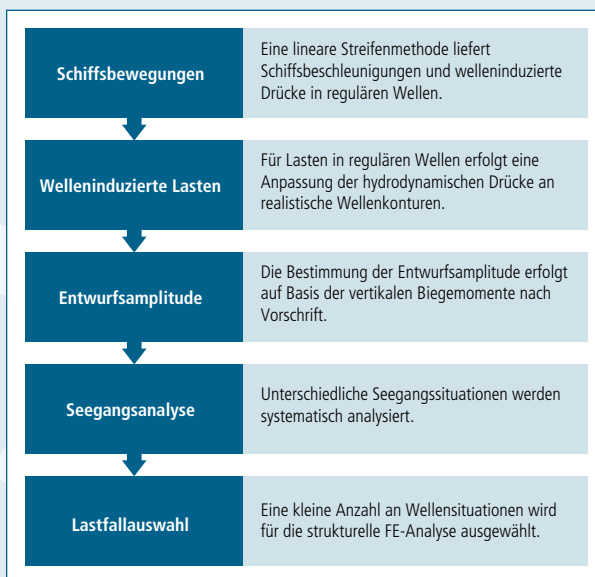 Schiffsbewegungen
Eine lineare Streifenmethode liefert
Schiffsbeschleunigungen und welleninduzierte
Drücke in regulären Wellen.
Welleninduzierte Lasten
Für Lasten in regulären Wellen erfolgt eine
Anpassung der hydrodynamischen Drücke an
realistische Wellenkonturen.
Entwurfsamplitude
Die Bestimmung der Entwurfsamplitude erfolgt
auf Basis der vertikalen Biegemomente nach
Vorschrift.
Seegangsanalyse
Unterschiedliche Seegangssituationen werden
systematisch analysiert.
Lastfallauswahl
Eine kleine Anzahl an Wellensituationen wird
für die strukturelle FE-Analyse ausgewählt.